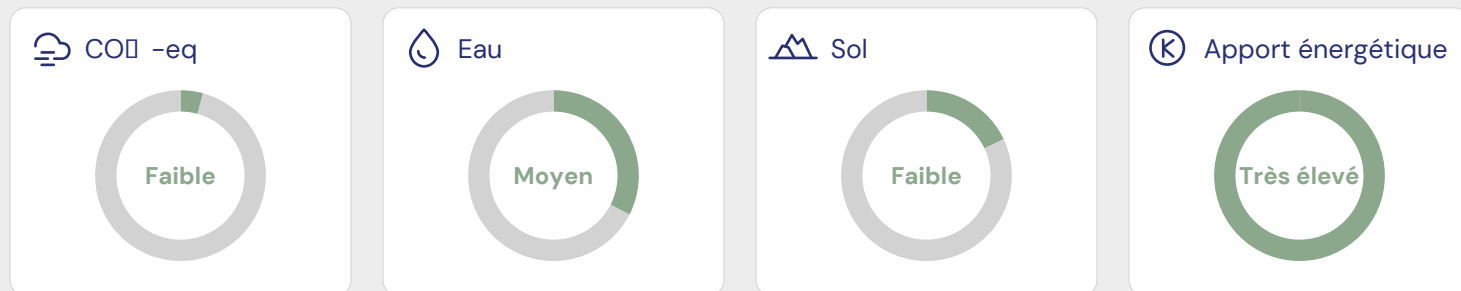 CO▯ -eq
Faible
Eau
Moyen
Sol
Faible
Apport énergétique
Très élevé